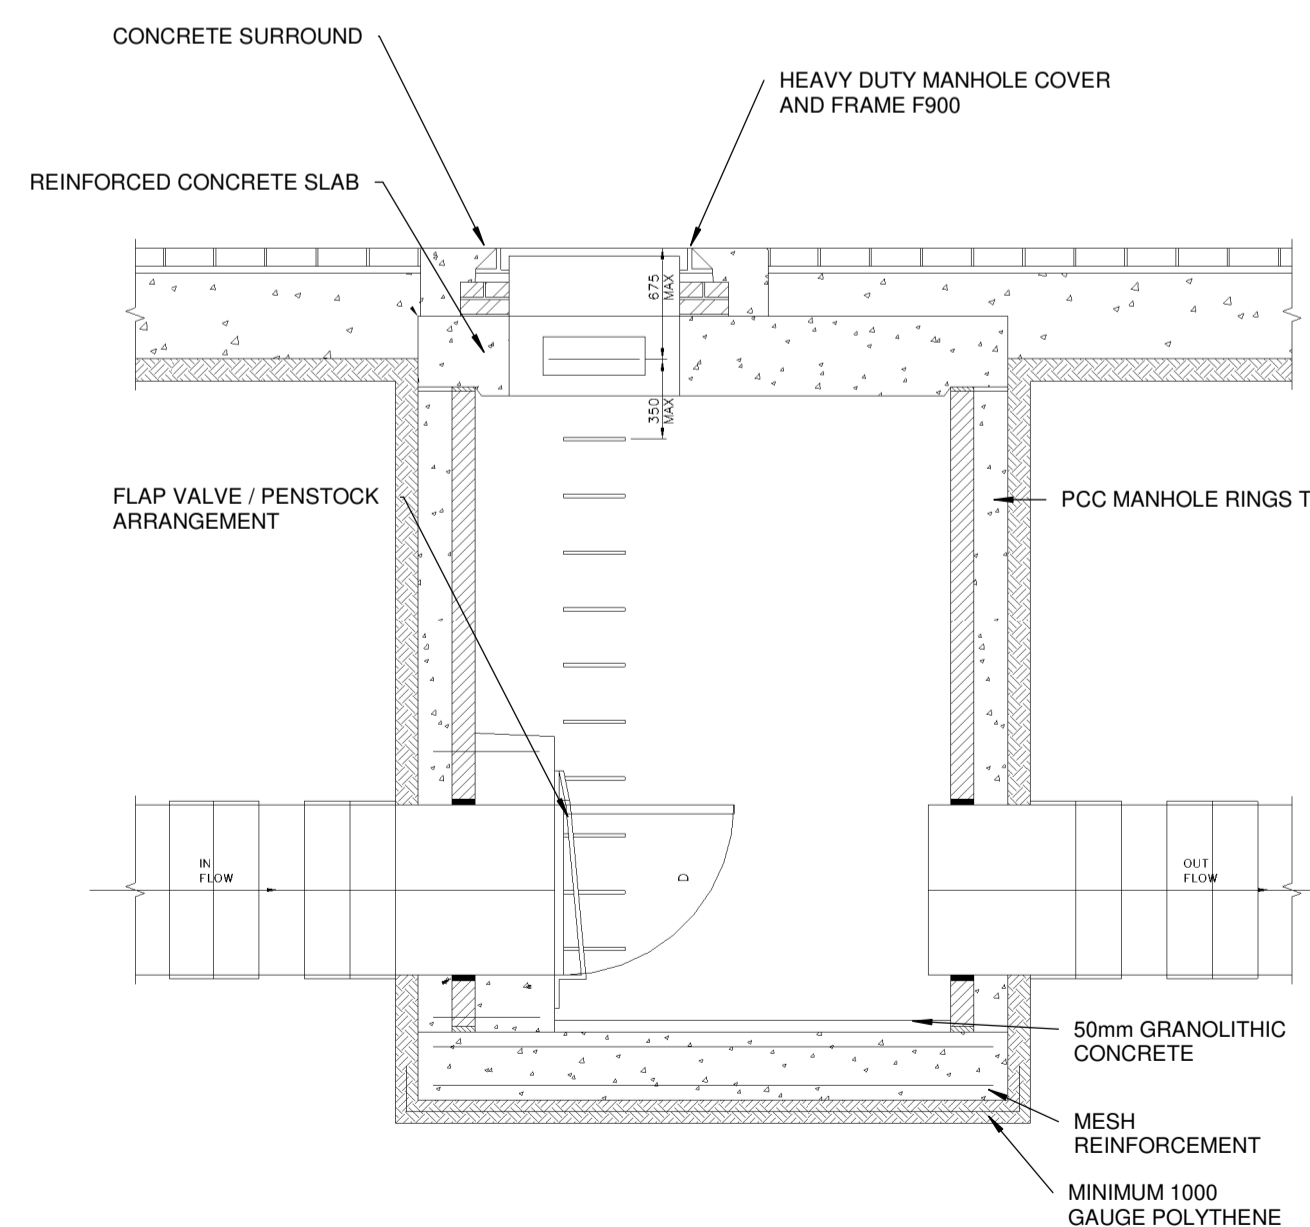 CONCRETE SURROUND
HEAVY DUTY MANHOLE COVER
AND FRAME F900
REINFORCED CONCRETE SLAB
675
MAX
350
MAX
FLAP VALVE / PENSTOCK
ARRANGEMENT
PCC MANHOLE RINGS T
IN
FLOW
D
OUT
FLOW
50mm GRANOLITHIC
CONCRETE
MESH
REINFORCEMENT
MINIMUM 1000
GAUGE POLYTHENE